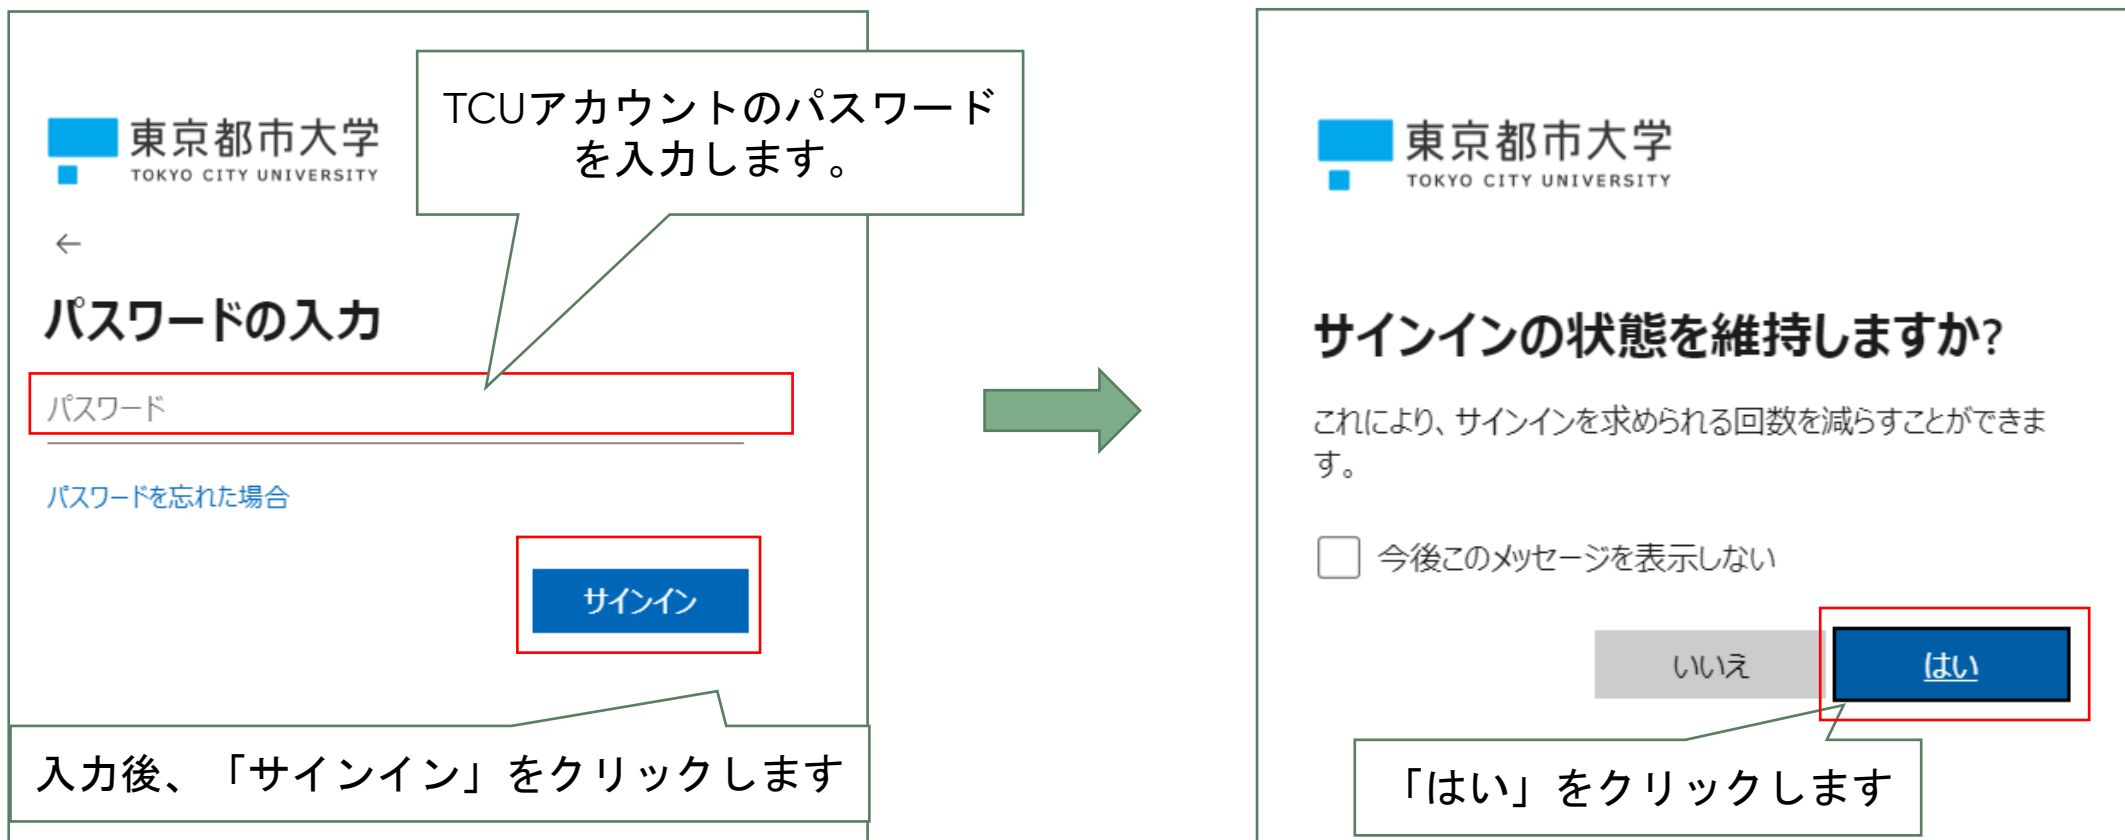 TCUアカウントのパスワード
を入力します。
東京都市大学
TOKYO CITY UNIVERSITY
←
パスワードの入力
パスワード
パスワードを忘れた場合
サインイン
入力後、「サインイン」をクリックします
東京都市大学
TOKYO CITY UNIVERSITY
サインインの状態を維持しますか?
これにより、サインインを求められる回数を減らすことができま
す。
今後このメッセージを表示しない
いいえ
はい
「はい」をクリックします